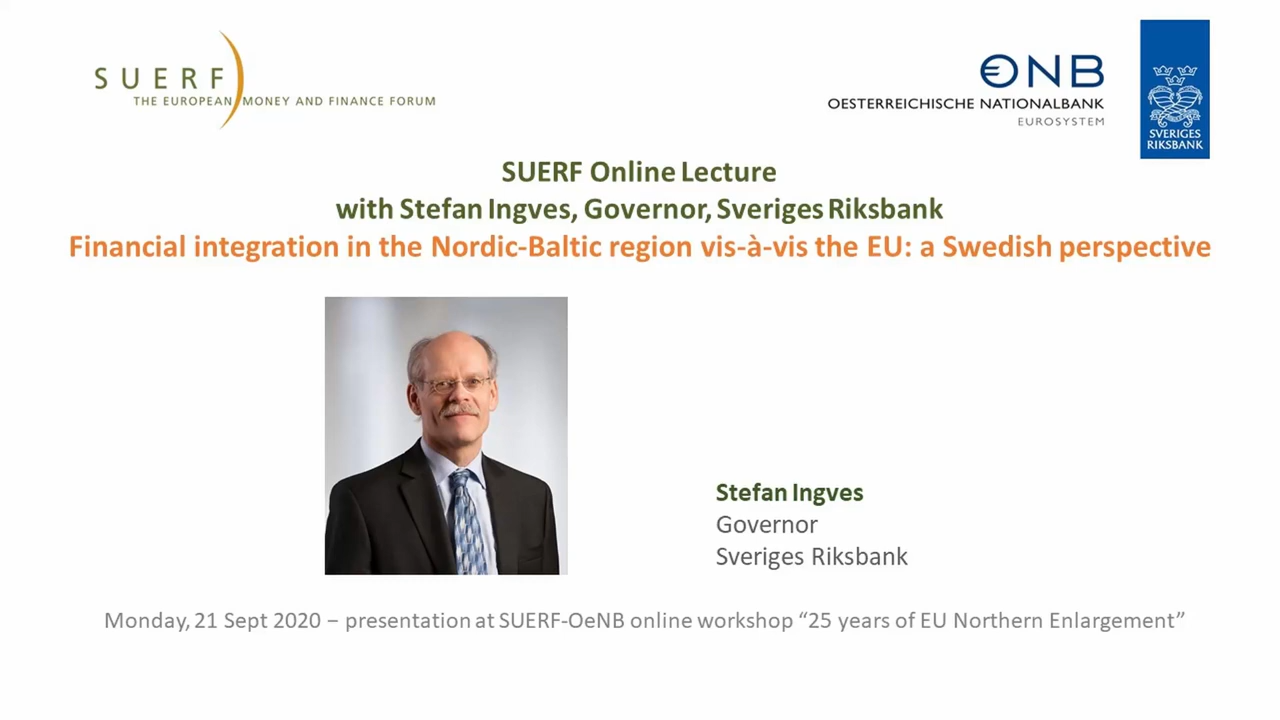 SUERF
THE EUROPEAN MONEY AND FINANCE FORUM
€NB
OESTERREICHISCHE NATIONALBANK
EUROSYSTEM
SVERIGES
RIKSBANK
SUERF Online Lecture
with Stefan Ingves, Governor, Sveriges Riksbank
Financial integration in the Nordic-Baltic region vis-à-vis the EU: a Swedish perspective
Stefan Ingves
Governor
Sveriges Riksbank
Monday, 21 Sept 2020 – presentation at SUERF-OeNB online workshop “25 years of EU Northern Enlargement”